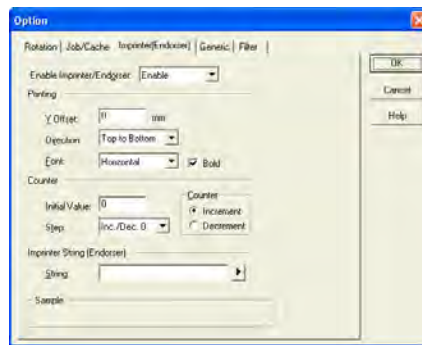 Option
Rotation | Job/Cache | Imprinter(Endorser) | Generic | Filter |
OK
Enable Imprinter/Endorser: Enable
Cancel
Printing
Y Offset: 0 mm
Help
Direction: Top to Bottom
Font: Horizontal Bold
Counter
Initial Value: 0
Counter
Increment
Step: Inc./Dec. 0
Decrement
Imprinter String (Endorser)
String:
Sample